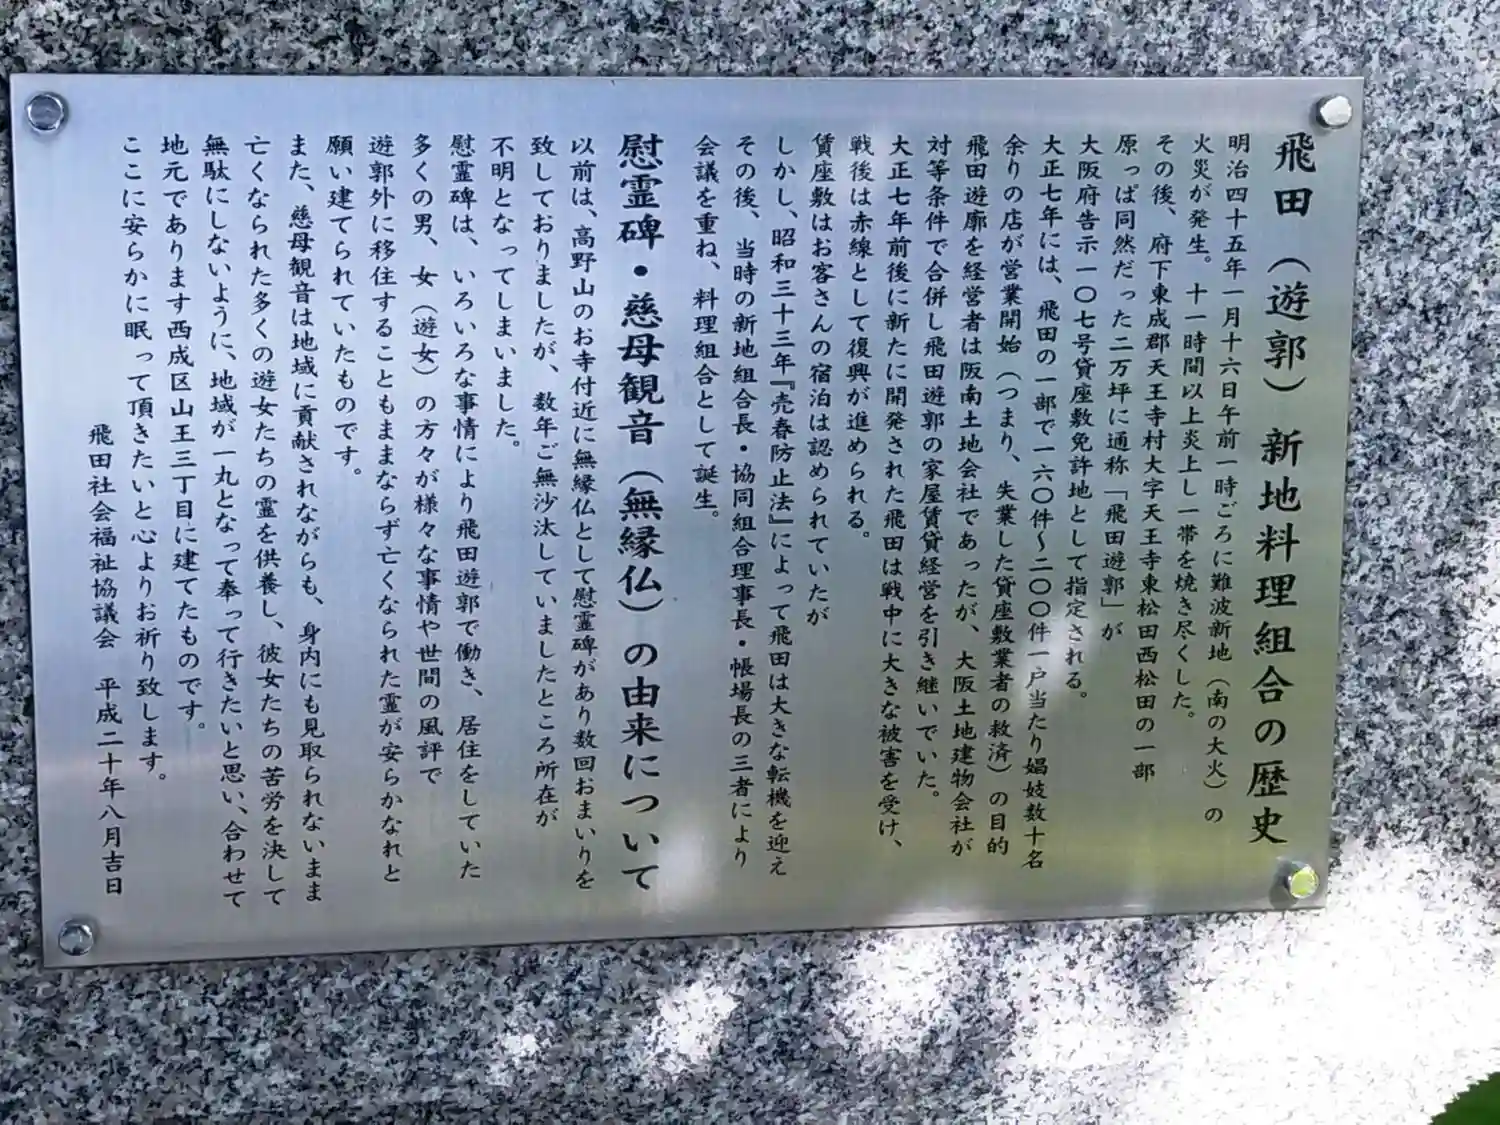 飛田（遊郭）新地料理組合の歴史
明治四十五年一月十六日午前一時ごろに難波新地（南の大火）の
火災が発生。十一時間以上炎上し一帯を焼き尽くした。
その後、府下東成郡天王寺村大字天王寺東松田西松田の一部
原っぱ同然だった二万坪に通称「飛田遊郭」が
大阪府告示一〇七号貸座敷免許地として指定される。
大正七年には、飛田の一部で一六〇件～二〇〇件一戸当たり娼妓数十名
余りの店が営業開始（つまり、失業した貸座敷業者の救済）の目的
飛田遊廓を経営者は阪南土地会社であったが、大阪土地建物会社が
対等条件で合併し飛田遊郭の家屋賃貸経営を引き継いでいた。
大正七年前後に新たに開発された飛田は戦中に大きな被害を受け、
戦後は赤線として復興が進められる。
賃座敷はお客さんの宿泊は認められていたが
しかし、昭和三十三年『売春防止法』によって飛田は大きな転機を迎え
その後、当時の新地組合長・協同組合理事長・帳場長の三者により
会議を重ね、料理組合として誕生。
慰霊碑・慈母観音（無縁仏）の由来について
以前は、高野山のお寺付近に無縁仏として慰霊碑があり数回おまいりを
致しておりましたが、数年ご無沙汰していましたところ所在が
不明となってしまいました。
慰霊碑は、いろいろな事情により飛田遊郭で働き、居住をしていた
多くの男、女（遊女）の方々が様々な事情や世間の風評で
遊郭外に移住することもままならず亡くなられた霊が安らかなれと
願い建てられていたものです。
また、慈母観音は地域に貢献されながらも、身内にも見取られないまま
亡くなられた多くの遊女たちの霊を供養し、彼女たちの苦労を決して
無駄にしないように、地域が一丸となって奉って行きたいと思い、合わせて
地元であります西成区山王三丁目に建てたものです。
ここに安らかに眠って頂きたいと心よりお祈り致します。
飛田社会福祉協議会　平成二十年八月吉日